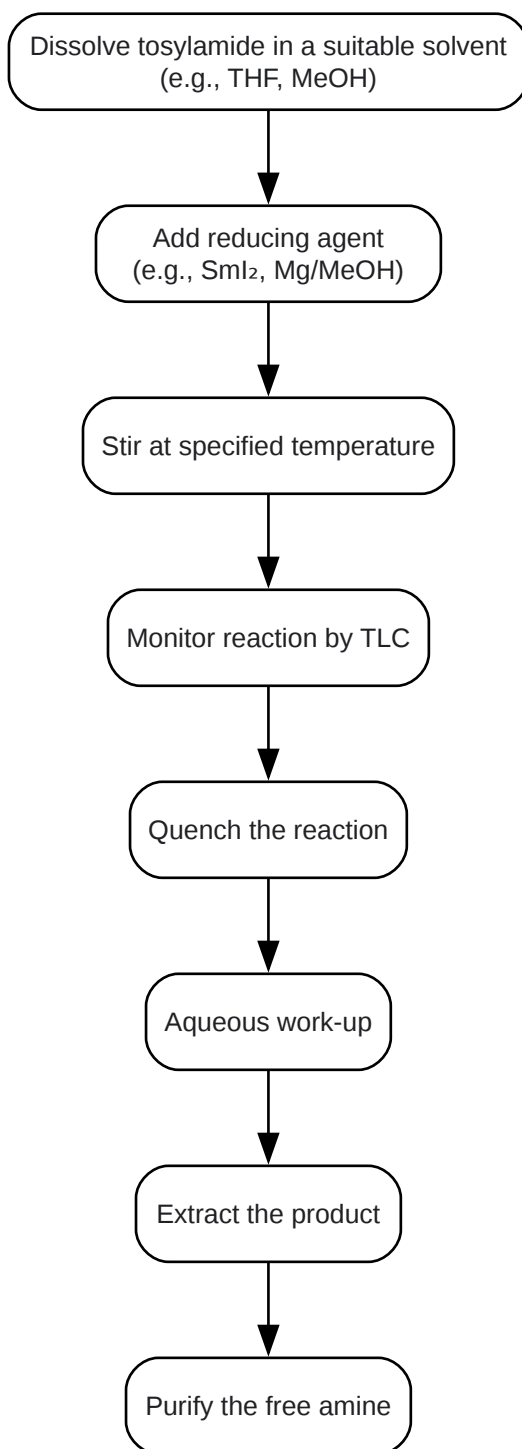 Dissolve tosylamide in a suitable solvent
(e.g., THF, MeOH)
Add reducing agent
(e.g., SmI₂, Mg/MeOH)
Stir at specified temperature
Monitor reaction by TLC
Quench the reaction
Aqueous work-up
Extract the product
Purify the free amine